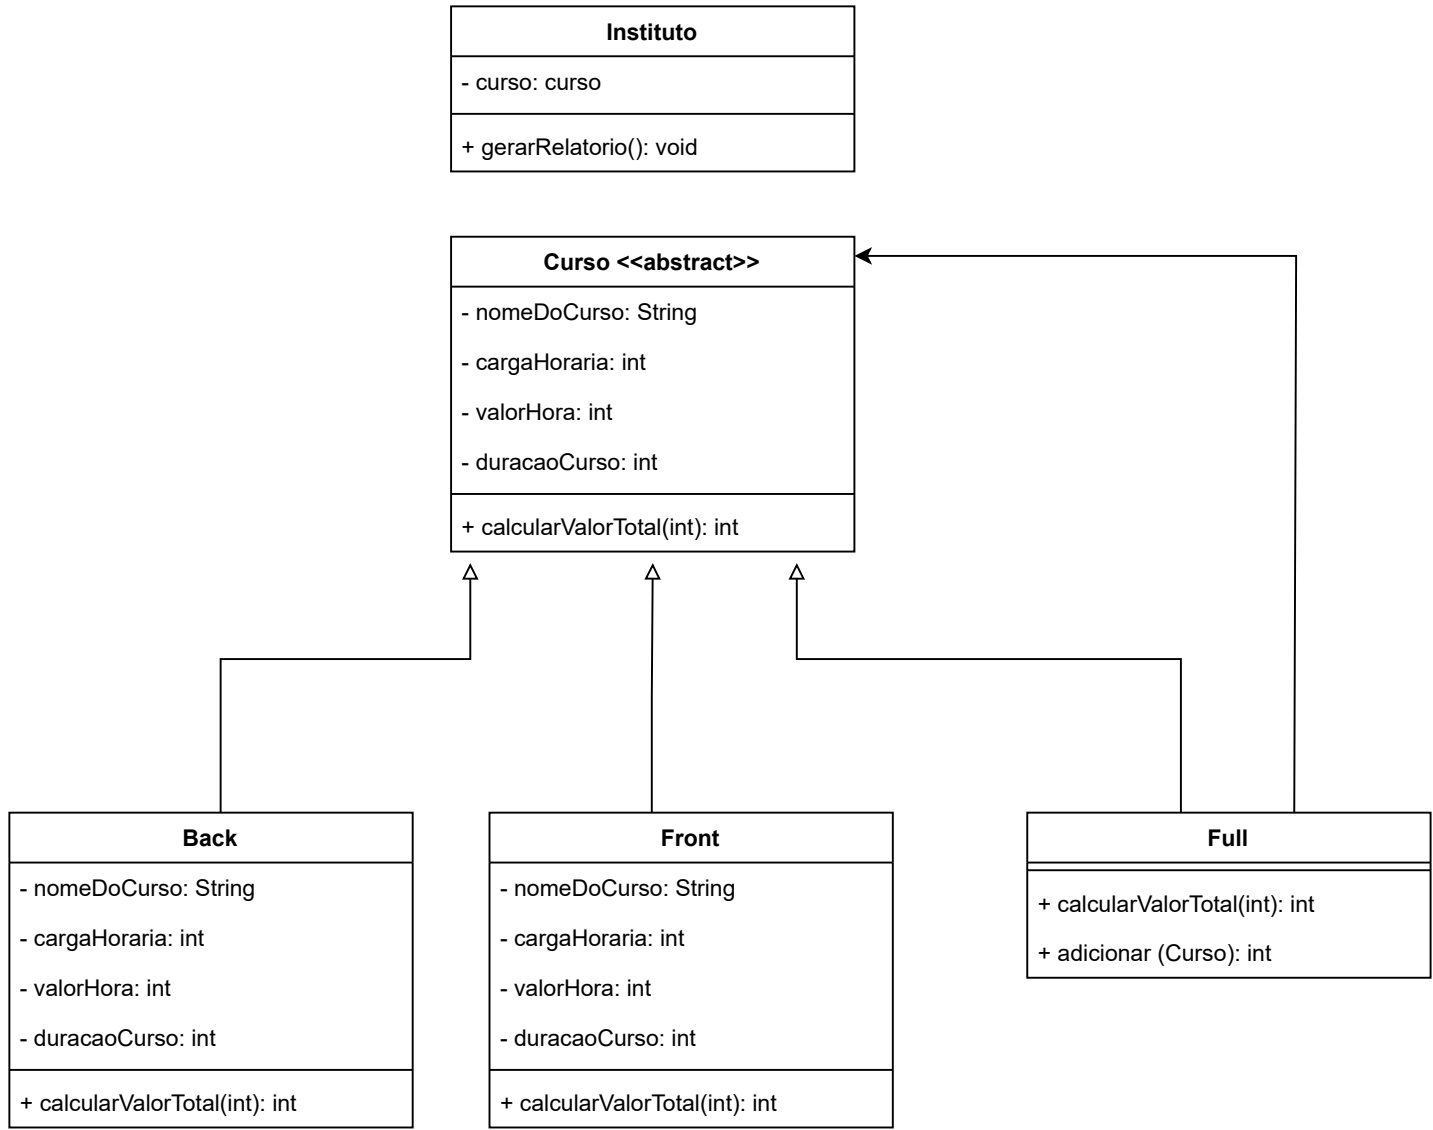 Instituto
- curso: curso
+ gerarRelatorio(): void
Curso <<abstract>>
- nomeDoCurso: String
- cargaHoraria: int
- valorHora: int
- duracaoCurso: int
+ calcularValorTotal(int): int
Back
- nomeDoCurso: String
- cargaHoraria: int
- valorHora: int
- duracaoCurso: int
+ calcularValorTotal(int): int
Front
- nomeDoCurso: String
- cargaHoraria: int
- valorHora: int
- duracaoCurso: int
+ calcularValorTotal(int): int
Full
+ calcularValorTotal(int): int
+ adicionar (Curso): int